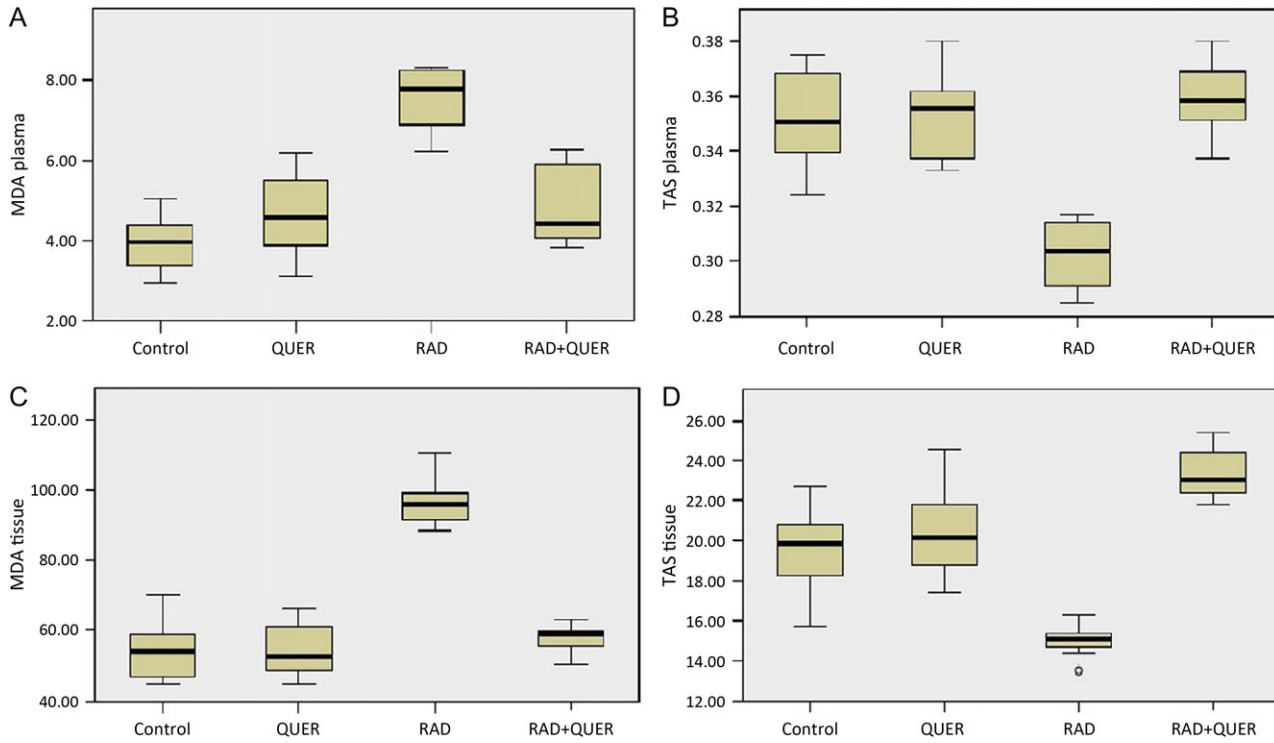 A
MDA plasma
8.00
6.00
4.00
2.00
Control QUER RAD RAD+QUER
B
TAS plasma
0.38
0.36
0.34
0.32
0.30
0.28
Control QUER RAD RAD+QUER
C
MDA tissue
120.00
100.00
80.00
60.00
40.00
Control QUER RAD RAD+QUER
D
TAS tissue
26.00
24.00
22.00
20.00
18.00
16.00
14.00
12.00
Control QUER RAD RAD+QUER